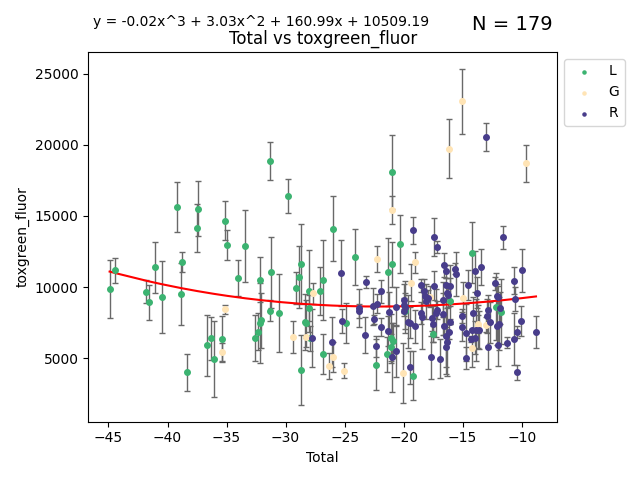 y = -0.02x^3 + 3.03x^2 + 160.99x + 10509.19
N = 179
Total vs toxgreen_fluor
25000
20000
15000
10000
5000
toxgreen_fluor
−45 −40 −35 −30 −25 −20 −15 −10
Total
L
G
R